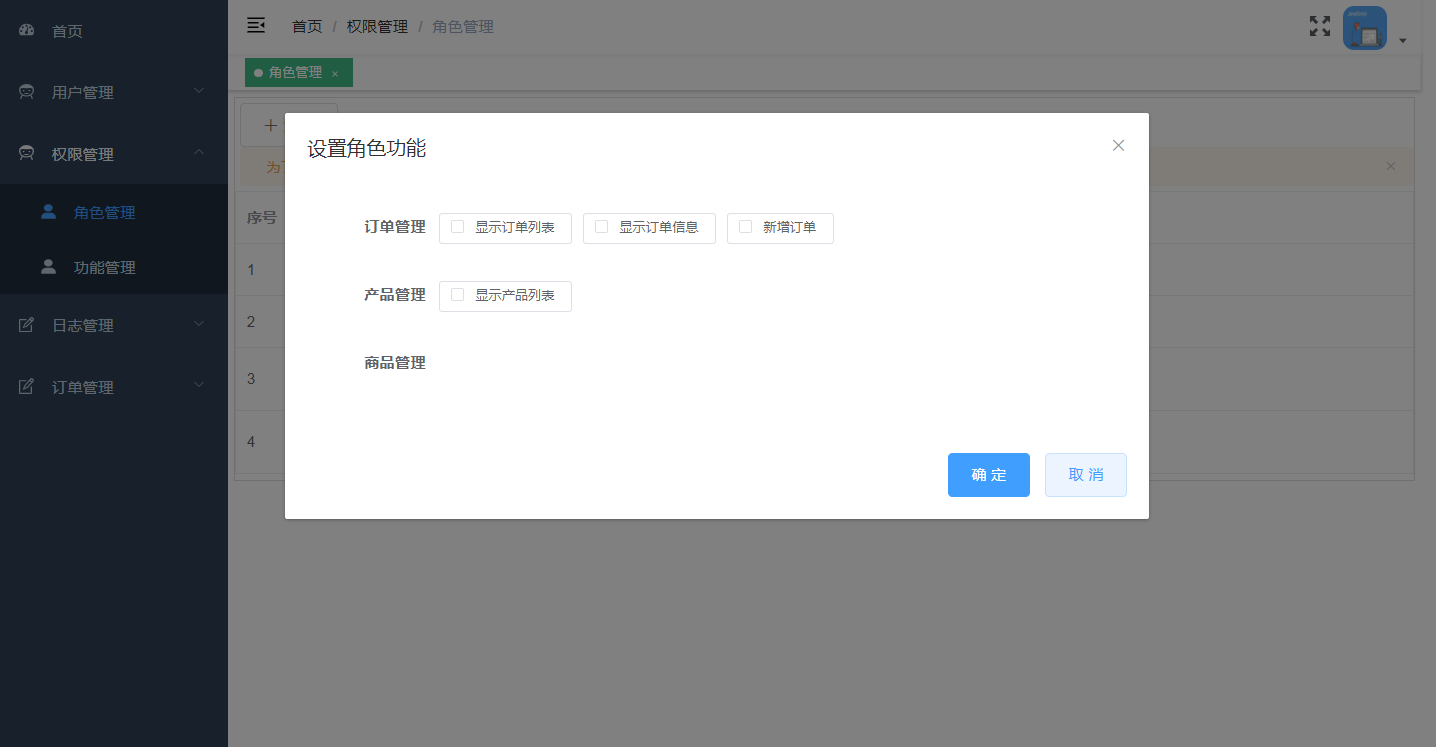 首页
用户管理
权限管理
角色管理
功能管理
日志管理
订单管理
首页 / 权限管理 / 角色管理
角色管理 ×
序号
1
2
3
4
设置角色功能
订单管理 显示订单列表 显示订单信息 新增订单
产品管理 显示产品列表
商品管理
确 定 取 消